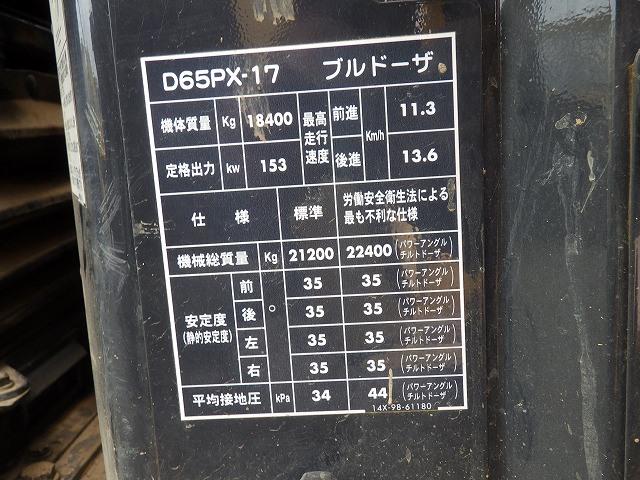 D65PX-17 ブルドーザ
機体質量 Kg 18400 最高走行速度 前進 Km/h 11.3
定格出力 kw 153 後進 13.6
仕様 標準 労働安全衛生法による
最も不利な仕様
機械総質量 Kg 21200 22400 (パワーアングル
チルトドーザ)
安定度
(静的安定度) ° 前 35 35 (パワーアングル
チルトドーザ)
後 35 35 (パワーアングル
チルトドーザ)
左 35 35 (パワーアングル
チルトドーザ)
右 35 35 (パワーアングル
チルトドーザ)
平均接地圧 kPa 34 44 (パワーアングル
チルトドーザ)
14X-98-61180